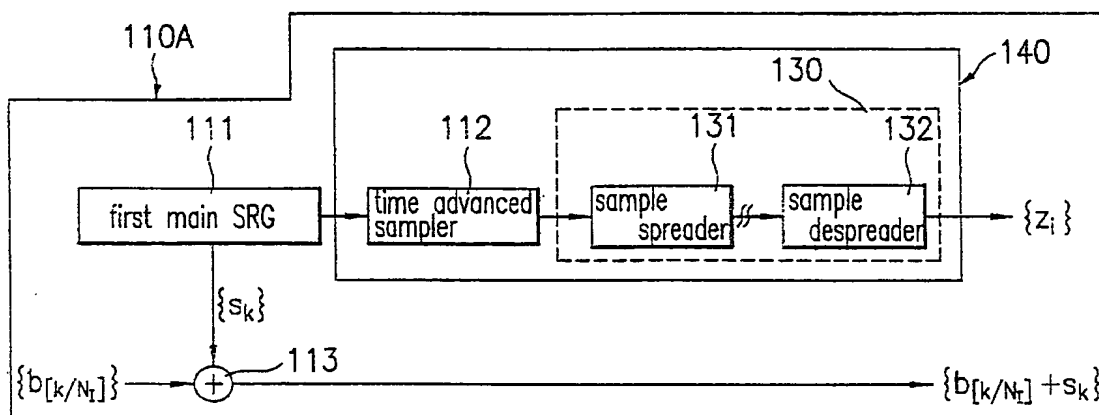 110A
140
130
111
112
131
132
first main SRG
time advanced
sampler
sample
spreader
sample
despreader
{z_i}
{s_k}
{b_[k/N_I]}
113
{b_[k/N_I] + s_k}